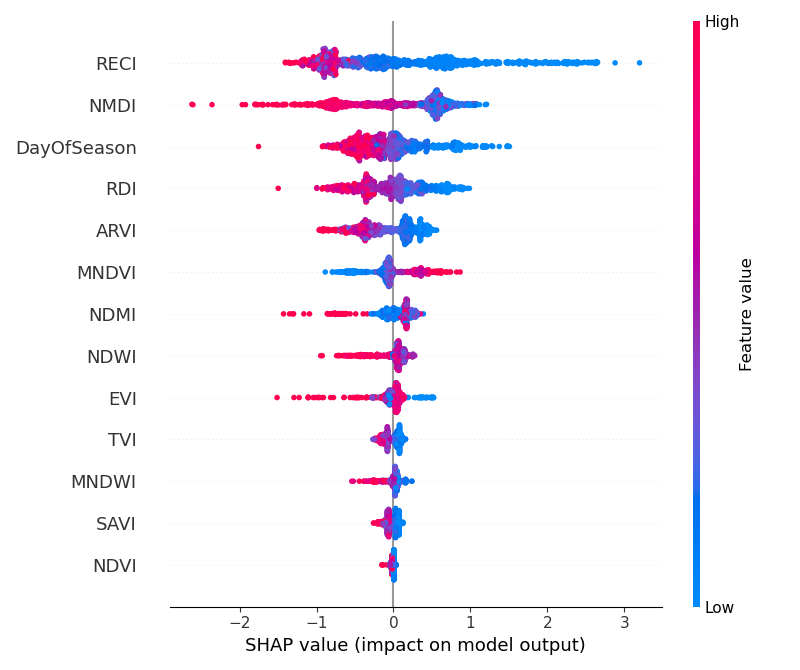 High
RECI
NMDI
DayOfSeason
RDI
ARVI
MNDVI
NDMI
NDWI
EVI
TVI
MNDWI
SAVI
NDVI
Feature value
Low
−2 −1 0 1 2 3
SHAP value (impact on model output)